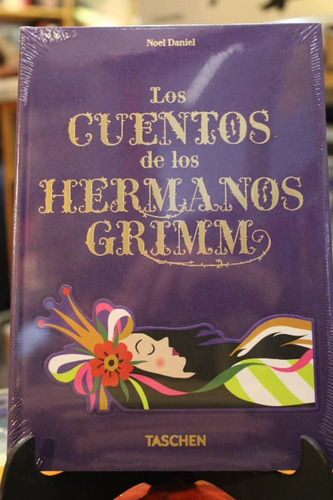 Noel Daniel
Los
CUENTOS
de los
HERMANOS
GRIMM
TASCHEN